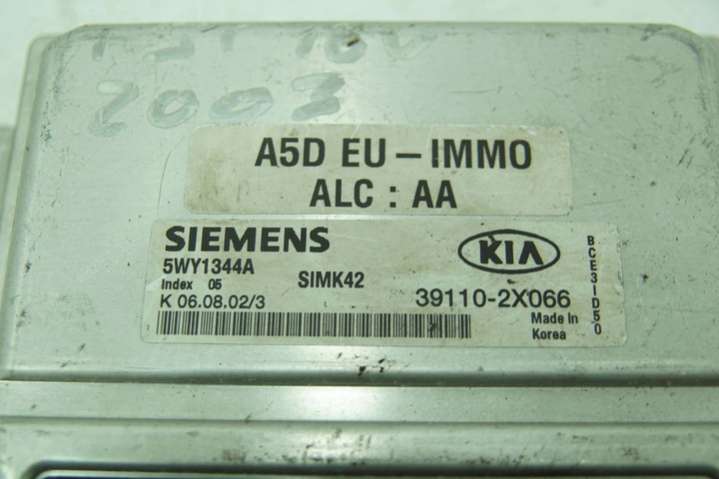 2003
A5D EU – IMMO
ALC : AA
SIEMENS
KIA
5WY1344A
Index 05
SIMK42
K 06.08.02/3
39110-2X066
Made In
Korea
BCE3ID50